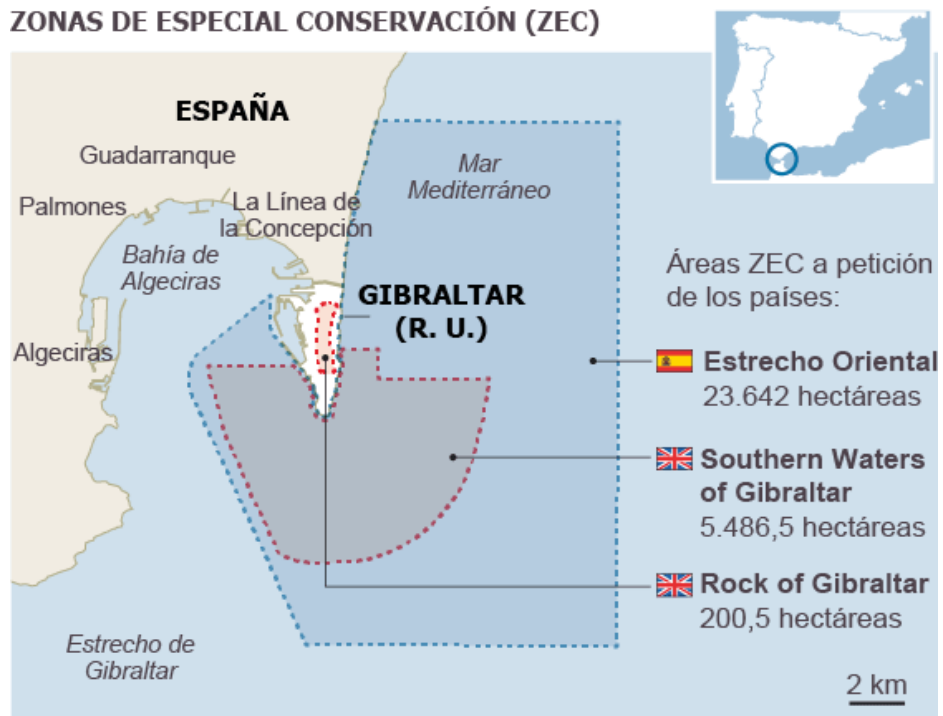 ZONAS DE ESPECIAL CONSERVACIÓN (ZEC)
ESPAÑA
Guadarranque
Palmones
La Línea de
la Concepción
Bahía de
Algeciras
Algeciras
Mar
Mediterráneo
GIBRALTAR
(R. U.)
Estrecho de
Gibraltar
Áreas ZEC a petición
de los países:
Estrecho Oriental
23.642 hectáreas
Southern Waters
of Gibraltar
5.486,5 hectáreas
Rock of Gibraltar
200,5 hectáreas
2 km